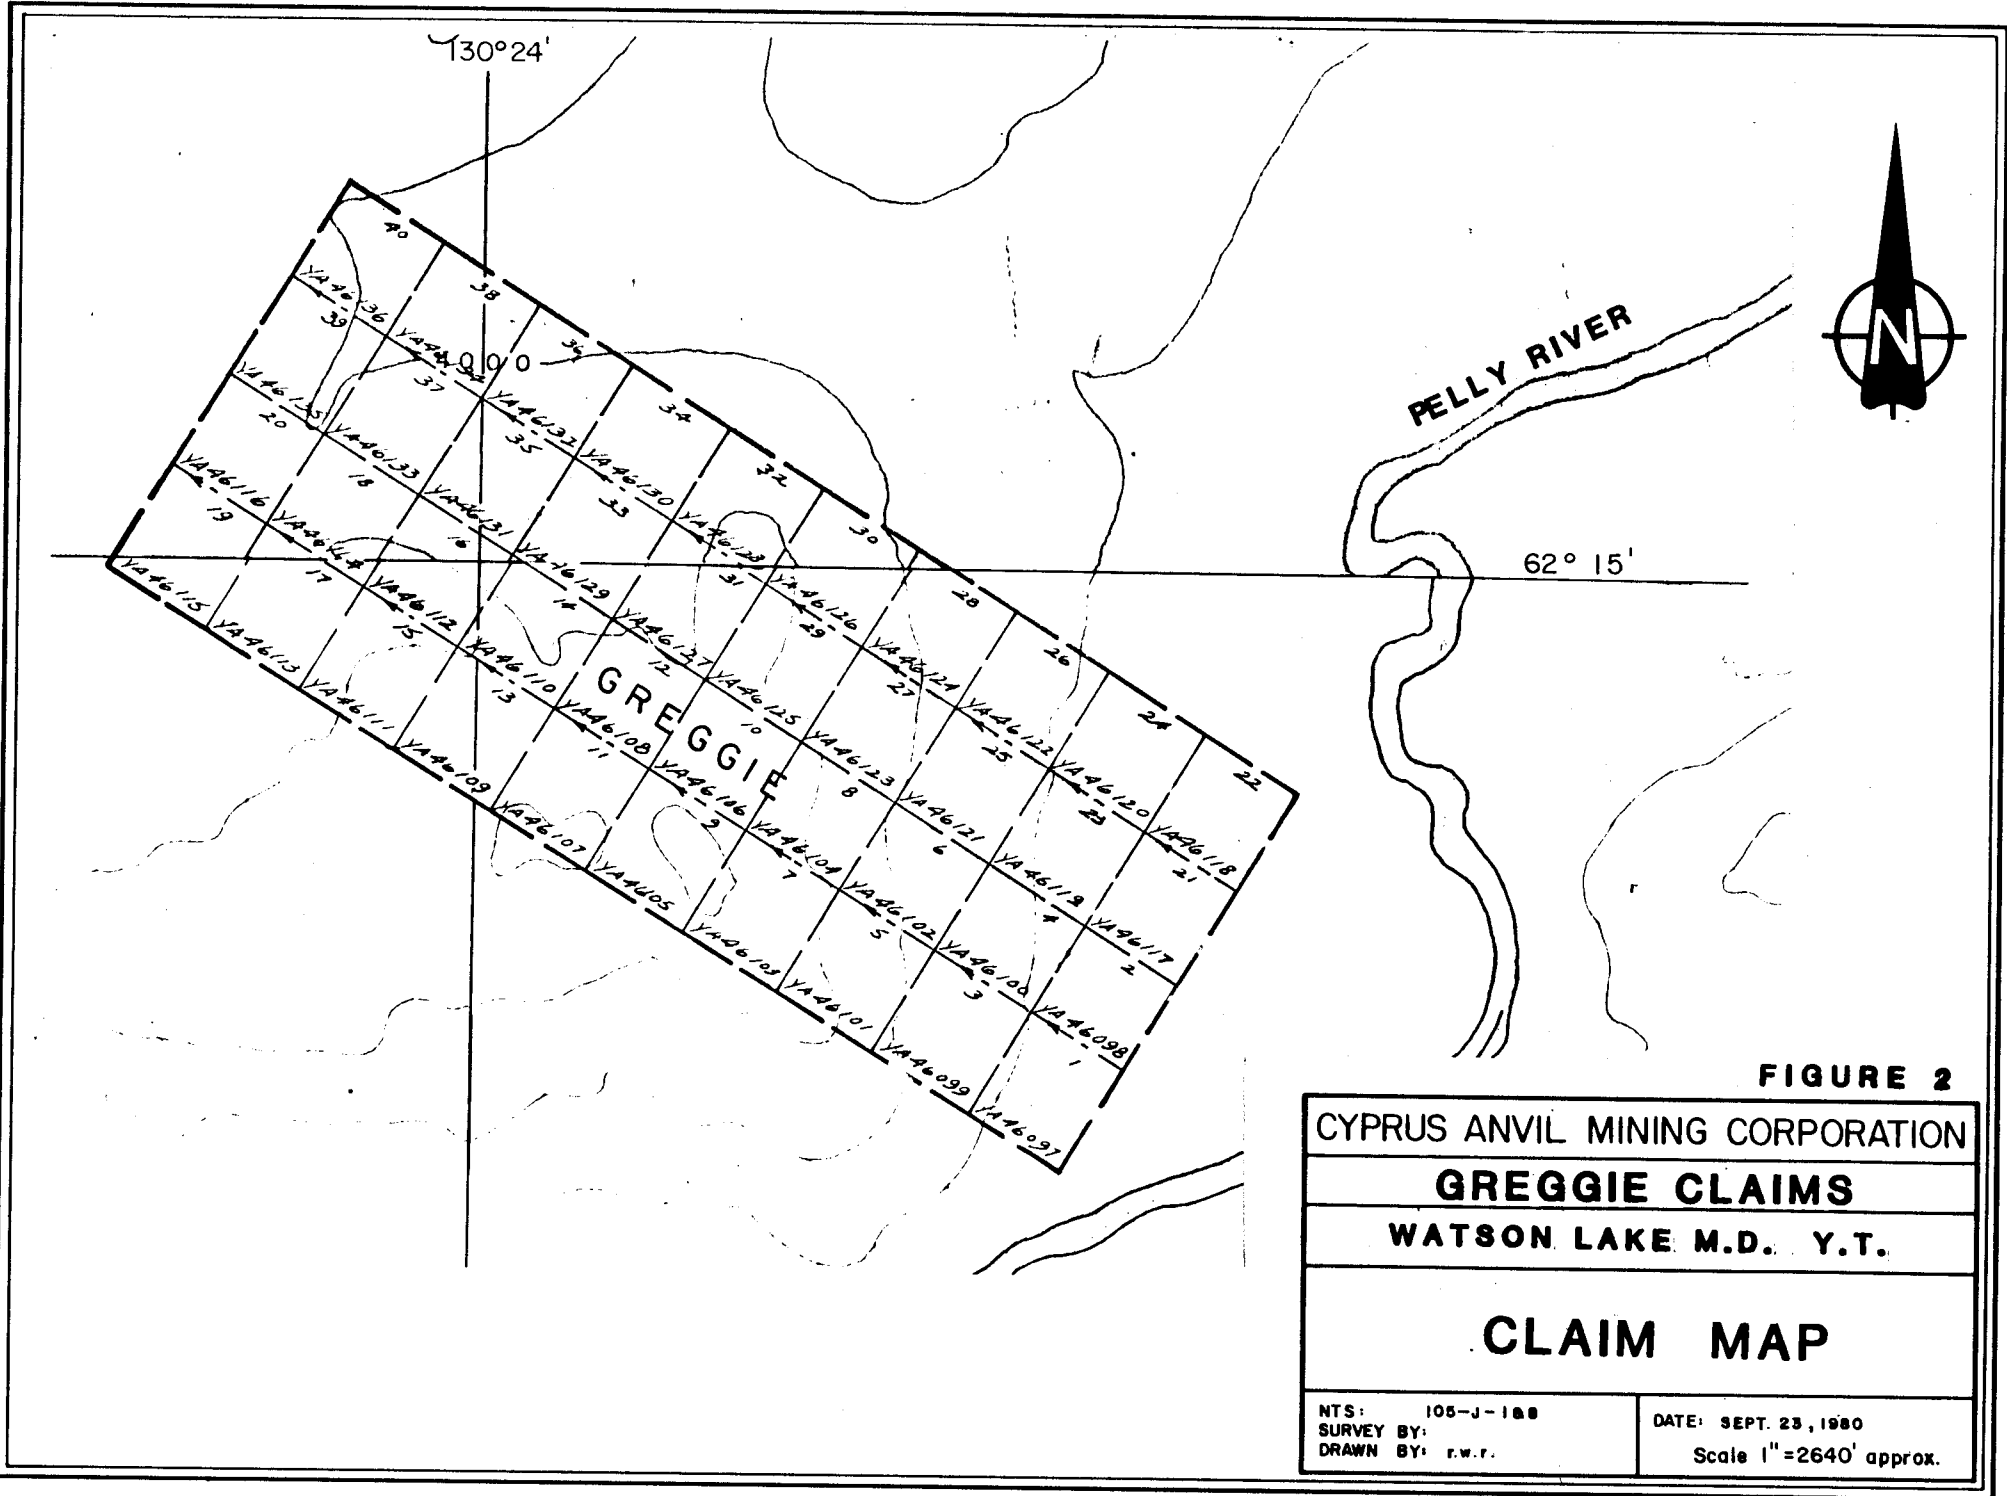 130°24'
40
38
36
34
32
30
28
26
24
22
YA46136
39
37
YA46132
35
YA46130
33
YA46128
31
YA46126
29
YA46124
27
YA46122
25
YA46120
23
YA46118
21
000
YA46135
20
YA46133
18
YA46131
16
YA46129
14
YA46127
12
YA46125
10
YA46123
8
YA46121
6
YA46119
4
YA46117
2
YA46116
19
YA46114
17
YA46112
15
YA46110
13
YA46108
11
YA46106
9
YA46104
7
YA46102
5
YA46100
3
YA46098
1
YA46115
YA46113
YA46111
YA46109
YA46107
YA4605
YA46103
YA46101
YA46099
YA46097
GREGGIE
PELLY RIVER
N
62° 15'
FIGURE 2
CYPRUS ANVIL MINING CORPORATION
GREGGIE CLAIMS
WATSON LAKE M.D. Y.T.
CLAIM MAP
NTS: 105-J-1&8
SURVEY BY:
DRAWN BY: r.w.r.
DATE: SEPT. 23, 1980
Scale 1"=2640' approx.